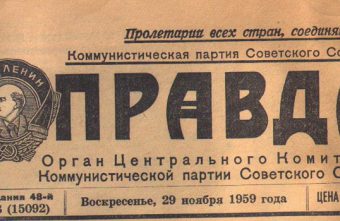 Пролетарии всех стран, соединя
Коммунистическая партия Советского Со
ЛЕНИН
ПРАВД
Орган Центрального Комит
Коммунистической партии Советского С
дания 48-й
(15092)
Воскресенье, 29 ноября 1959 года
ЦЕНА